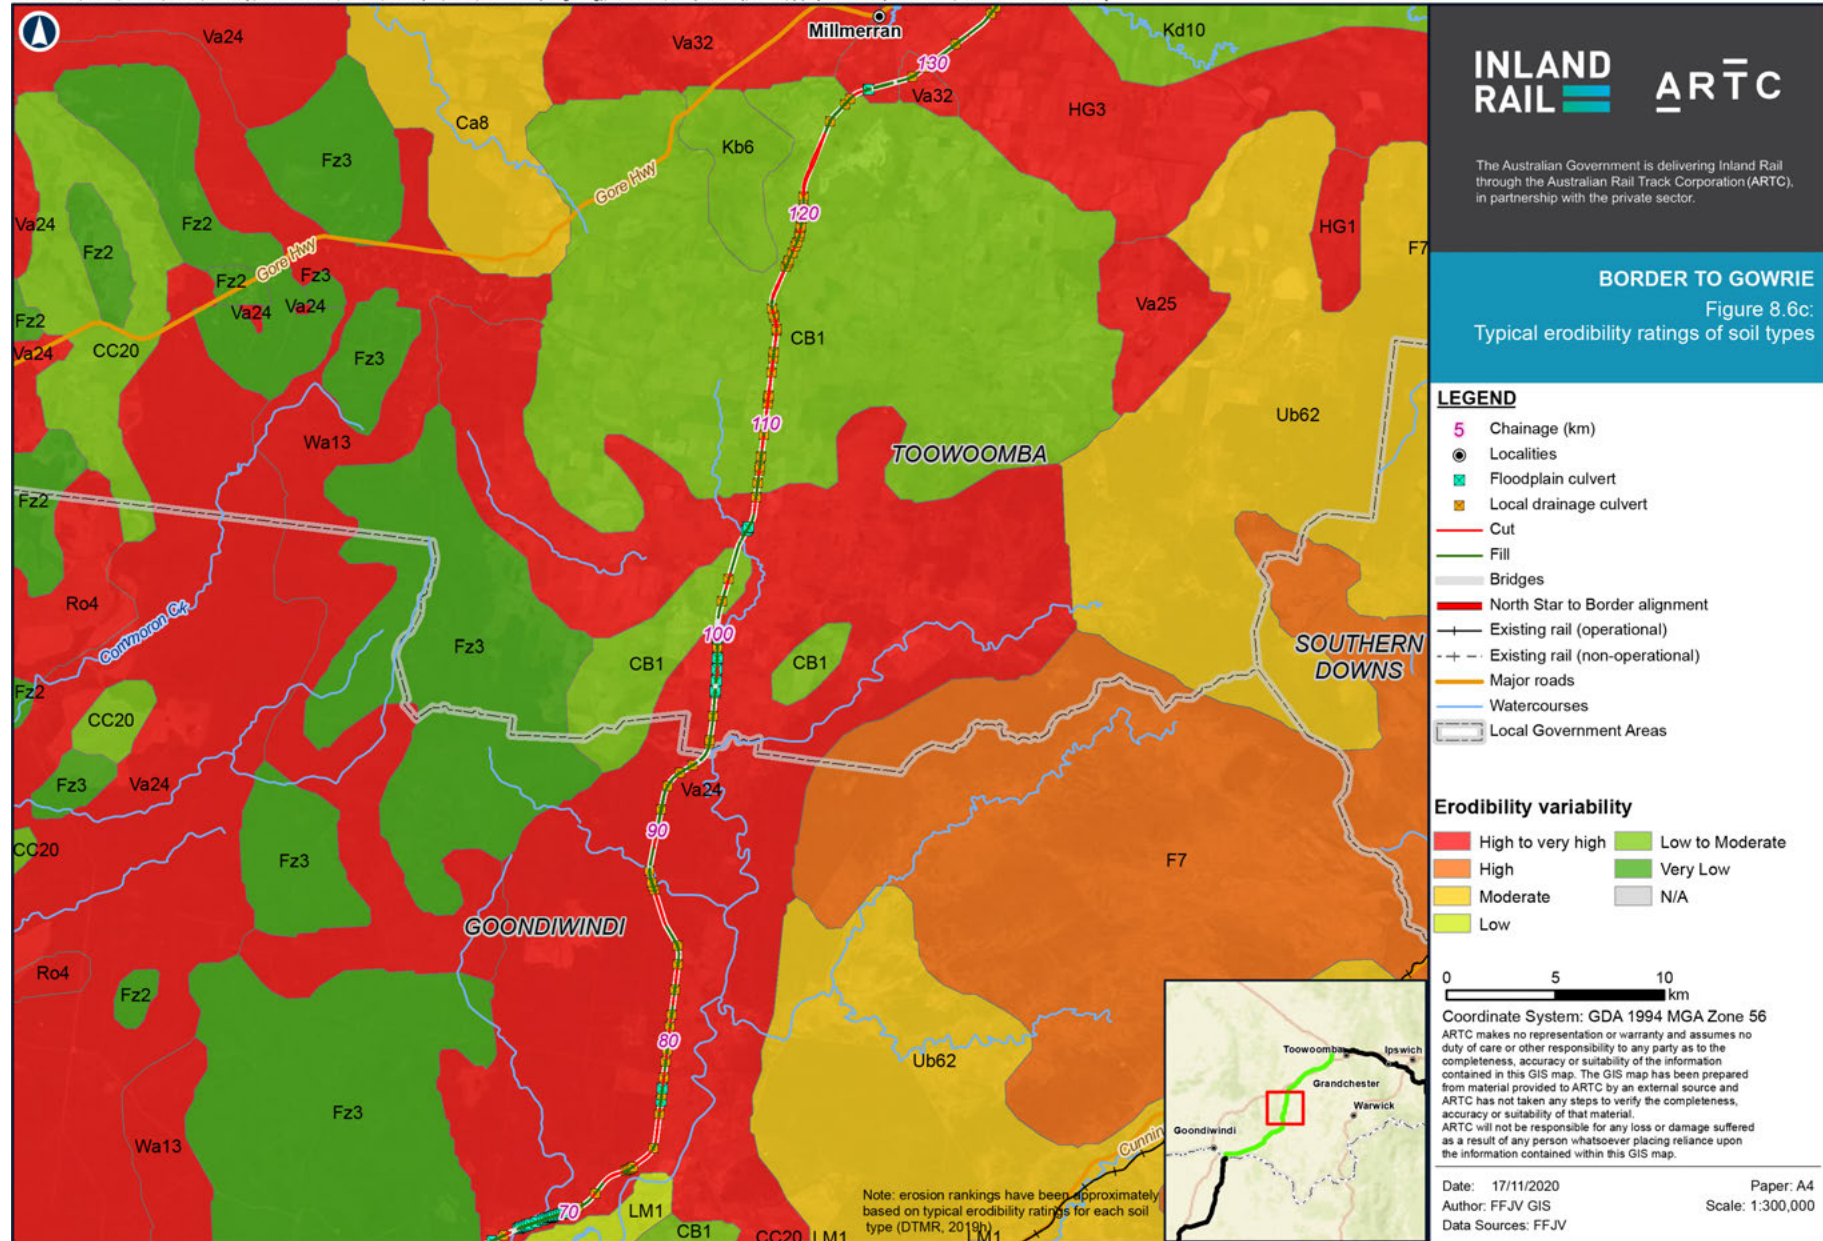 Millmerran
Va24
Va32
Kd10
130
Va32
HG3
Ca8
Kb6
Fz3
Gore Hwy
Va24
Fz2
Fz2
120
HG1
F7
Gore Hwy
Fz2
Fz3
Va24
Va24
Va25
Fz2
CB1
Va24
CC20
Fz3
Ub62
110
Wa13
TOOWOOMBA
Fz2
Ro4
Commoron Ck
100
Fz3
CB1
CB1
SOUTHERN
DOWNS
Fz2
CC20
Fz3
Va24
Va24
90
CC20
Fz3
F7
GOONDIWINDI
Ro4
Fz2
80
Ub62
Fz3
Wa13
Cunnin
70
LM1
CB1
CC20
LM1
LM1
Note: erosion rankings have been approximately
based on typical erodibility ratings for each soil
type (DTMR, 2019h)
Toowoomba
Ipswich
Grandchester
Warwick
Goondiwindi
INLAND
RAIL
ARTC
The Australian Government is delivering Inland Rail
through the Australian Rail Track Corporation (ARTC),
in partnership with the private sector.
BORDER TO GOWRIE
Figure 8.6c:
Typical erodibility ratings of soil types
LEGEND
5 Chainage (km)
Localities
Floodplain culvert
Local drainage culvert
Cut
Fill
Bridges
North Star to Border alignment
Existing rail (operational)
Existing rail (non-operational)
Major roads
Watercourses
Local Government Areas
Erodibility variability
High to very high
Low to Moderate
High
Very Low
Moderate
N/A
Low
0 5 10
km
Coordinate System: GDA 1994 MGA Zone 56
ARTC makes no representation or warranty and assumes no
duty of care or other responsibility to any party as to the
completeness, accuracy or suitability of the information
contained in this GIS map. The GIS map has been prepared
from material provided to ARTC by an external source and
ARTC has not taken any steps to verify the completeness,
accuracy or suitability of that material.
ARTC will not be responsible for any loss or damage suffered
as a result of any person whatsoever placing reliance upon
the information contained within this GIS map.
Date: 17/11/2020
Paper: A4
Author: FFJV GIS
Scale: 1:300,000
Data Sources: FFJV